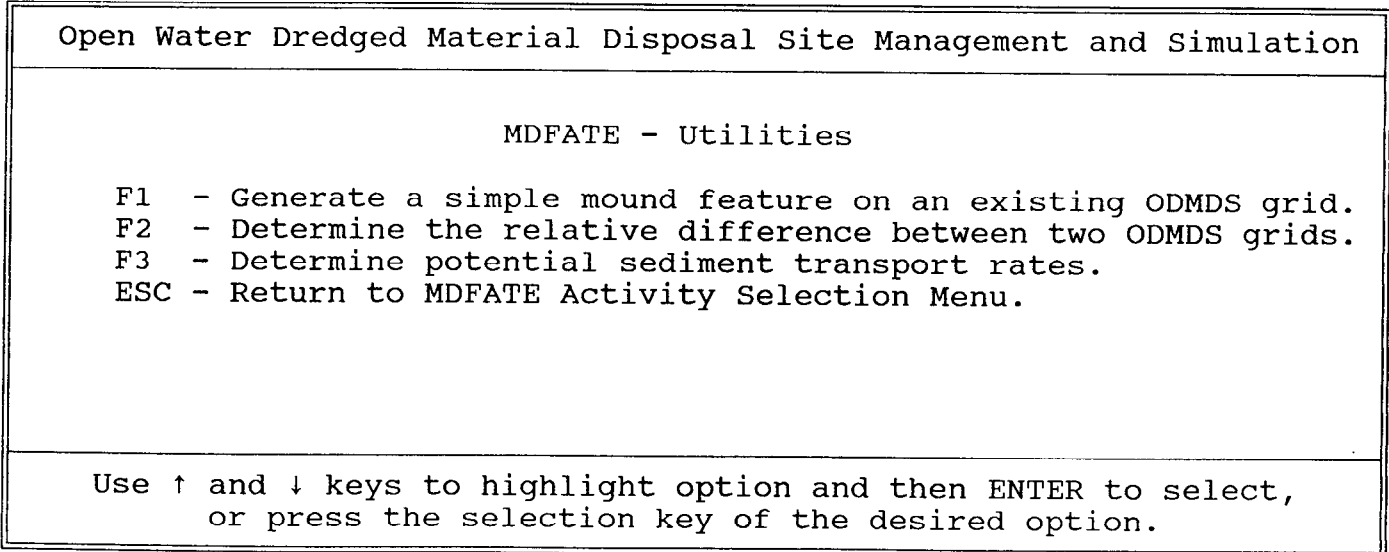 Open Water Dredged Material Disposal Site Management and Simulation
MDFATE - Utilities
F1 - Generate a simple mound feature on an existing ODMDS grid.
F2 - Determine the relative difference between two ODMDS grids.
F3 - Determine potential sediment transport rates.
ESC - Return to MDFATE Activity Selection Menu.
Use ↑ and ↓ keys to highlight option and then ENTER to select,
or press the selection key of the desired option.